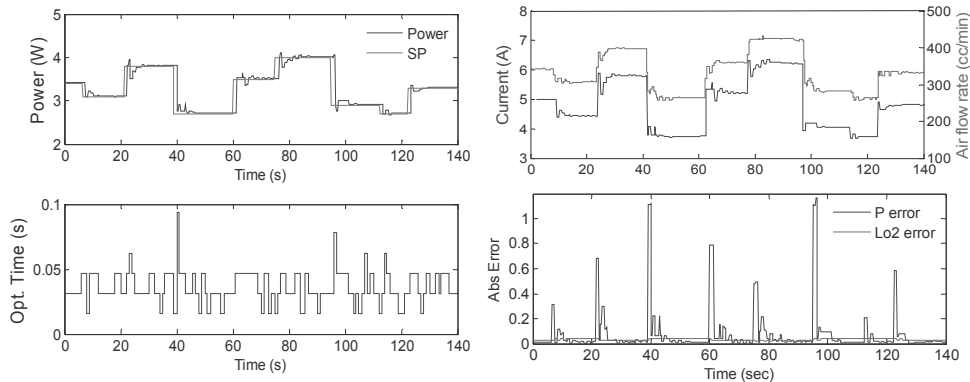 Power (W)
5
4
3
2
Power
SP
0 20 40 60 80 100 120 140
Time (s)
Current (A)
8
7
6
5
4
3
0 20 40 60 80 100 120 140
Time (s)
500
400
300
200
100
Air flow rate (cc/min)
Opt. Time (s)
0.1
0.05
0
0 20 40 60 80 100 120 140
Time (s)
Abs Error
1
0.8
0.6
0.4
0.2
0
P error
Lo2 error
0 20 40 60 80 100 120 140
Time (sec)